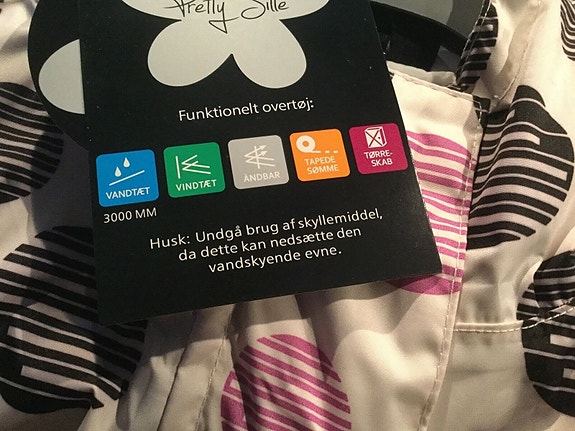 Pretty Sille
Funktionelt overtøj:
VANDTÆT
VINDTÆT
ÅNDBAR
TAPEDE
SØMME
TØRRE-
SKAB
3000 MM
Husk: Undgå brug af skyllemiddel,
da dette kan nedsætte den
vandskyende evne.